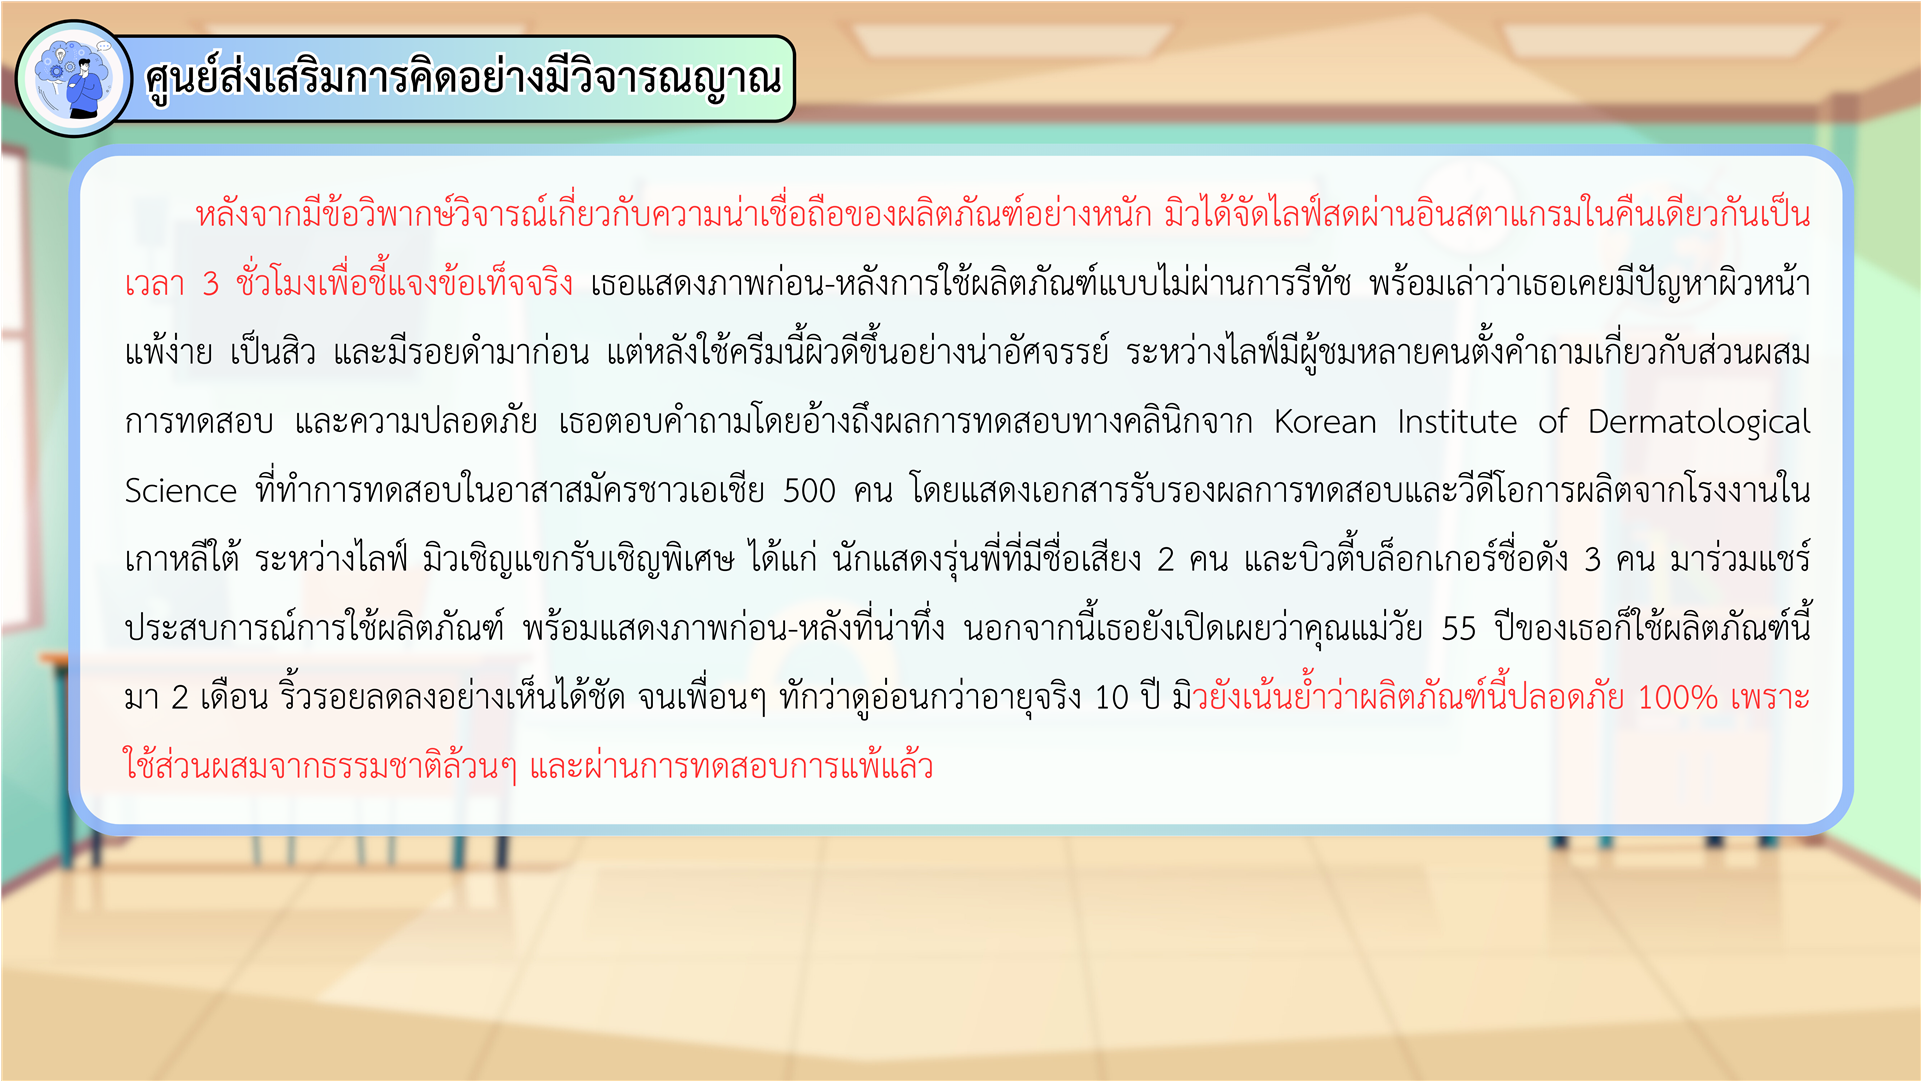 ศูนย์ส่งเสริมการคิดอย่างมีวิจารณญาณ
หลังจากมีข้อวิพากษ์วิจารณ์เกี่ยวกับความน่าเชื่อถือของผลิตภัณฑ์อย่างหนัก มิวได้จัดไลฟ์สดผ่านอินสตาแกรมในคืนเดียวกันเป็น
เวลา 3 ชั่วโมงเพื่อชี้แจงข้อเท็จจริง เธอแสดงภาพก่อน-หลังการใช้ผลิตภัณฑ์แบบไม่ผ่านการรีทัช พร้อมเล่าว่าเธอเคยมีปัญหาผิวหน้า
แพ้ง่าย เป็นสิว และมีรอยดำมาก่อน แต่หลังใช้ครีมนี้ผิวดีขึ้นอย่างน่าอัศจรรย์ ระหว่างไลฟ์มีผู้ชมหลายคนตั้งคำถามเกี่ยวกับส่วนผสม
การทดสอบ และความปลอดภัย เธอตอบคำถามโดยอ้างถึงผลการทดสอบทางคลินิกจาก Korean Institute of Dermatological
Science ที่ทำการทดสอบในอาสาสมัครชาวเอเชีย 500 คน โดยแสดงเอกสารรับรองผลการทดสอบและวีดีโอการผลิตจากโรงงานใน
เกาหลีใต้ ระหว่างไลฟ์ มิวเชิญแขกรับเชิญพิเศษ ได้แก่ นักแสดงรุ่นพี่ที่มีชื่อเสียง 2 คน และบิวตี้บล็อกเกอร์ชื่อดัง 3 คน มาร่วมแชร์
ประสบการณ์การใช้ผลิตภัณฑ์ พร้อมแสดงภาพก่อน-หลังที่น่าทึ่ง นอกจากนี้เธอยังเปิดเผยว่าคุณแม่วัย 55 ปีของเธอก็ใช้ผลิตภัณฑ์นี้
มา 2 เดือน ริ้วรอยลดลงอย่างเห็นได้ชัด จนเพื่อนๆ ทักว่าดูอ่อนกว่าอายุจริง 10 ปี มิวยังเน้นย้ำว่าผลิตภัณฑ์นี้ปลอดภัย 100% เพราะ
ใช้ส่วนผสมจากธรรมชาติล้วนๆ และผ่านการทดสอบการแพ้แล้ว